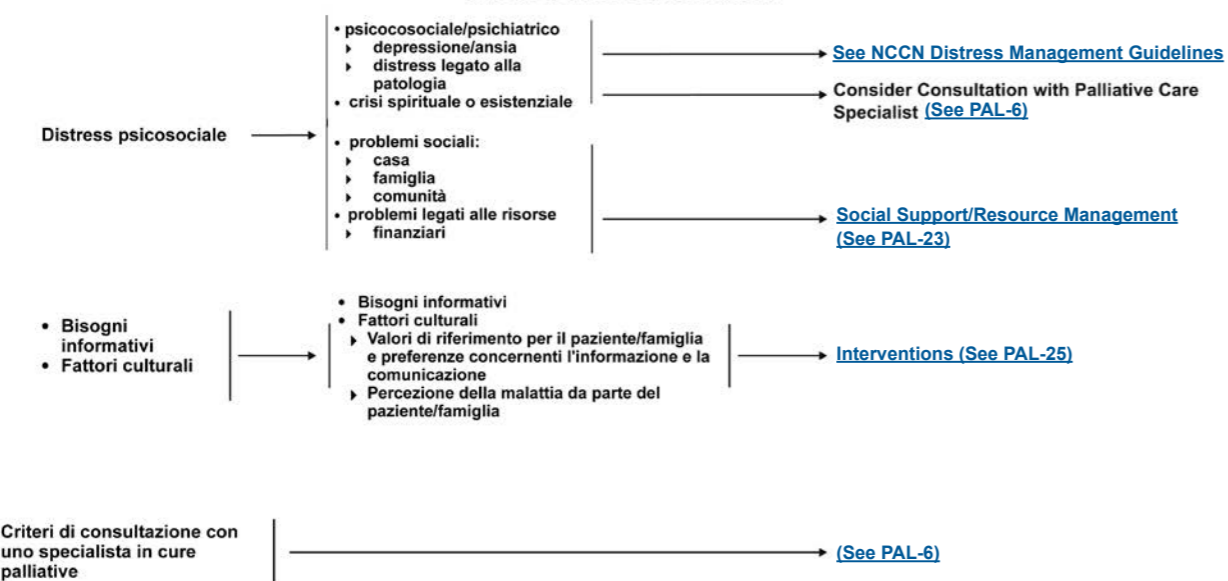 • psicocosociale/psichiatrico
depressione/ansia
distress legato alla
patologia
• crisi spirituale o esistenziale
See NCCN Distress Management Guidelines
Consider Consultation with Palliative Care
Specialist (See PAL-6)
Distress psicosociale
• problemi sociali:
casa
famiglia
comunità
• problemi legati alle risorse
finanziari
Social Support/Resource Management
(See PAL-23)
• Bisogni
informativi
• Fattori culturali
• Bisogni informativi
• Fattori culturali
Valori di riferimento per il paziente/famiglia
e preferenze concernenti l'informazione e la
comunicazione
Percezione della malattia da parte del
paziente/famiglia
Interventions (See PAL-25)
Criteri di consultazione con
uno specialista in cure
palliative
(See PAL-6)